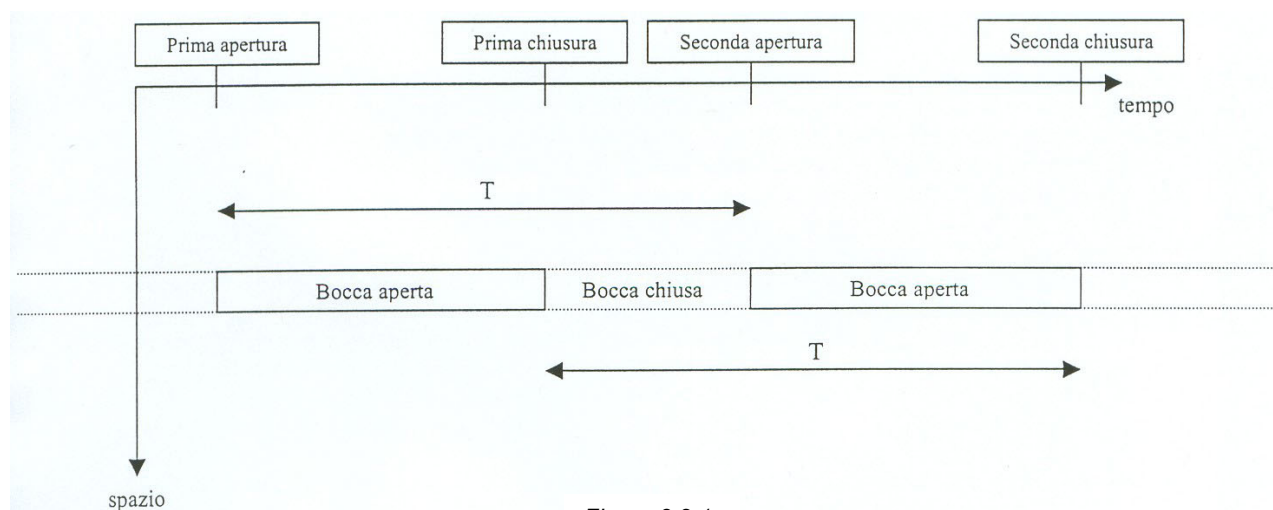 Prima apertura
Prima chiusura
Seconda apertura
Seconda chiusura
tempo
T
Bocca aperta
Bocca chiusa
Bocca aperta
T
spazio